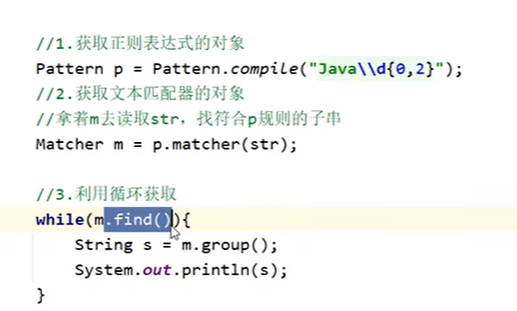 //1.获取正则表达式的对象
Pattern p = Pattern.compile("Java\\d{0,2}");
//2.获取文本匹配器的对象
//拿着m去读取str，找符合p规则的子串
Matcher m = p.matcher(str);
//3.利用循环获取
while(m.find()){
String s = m.group();
System.out.println(s);
}